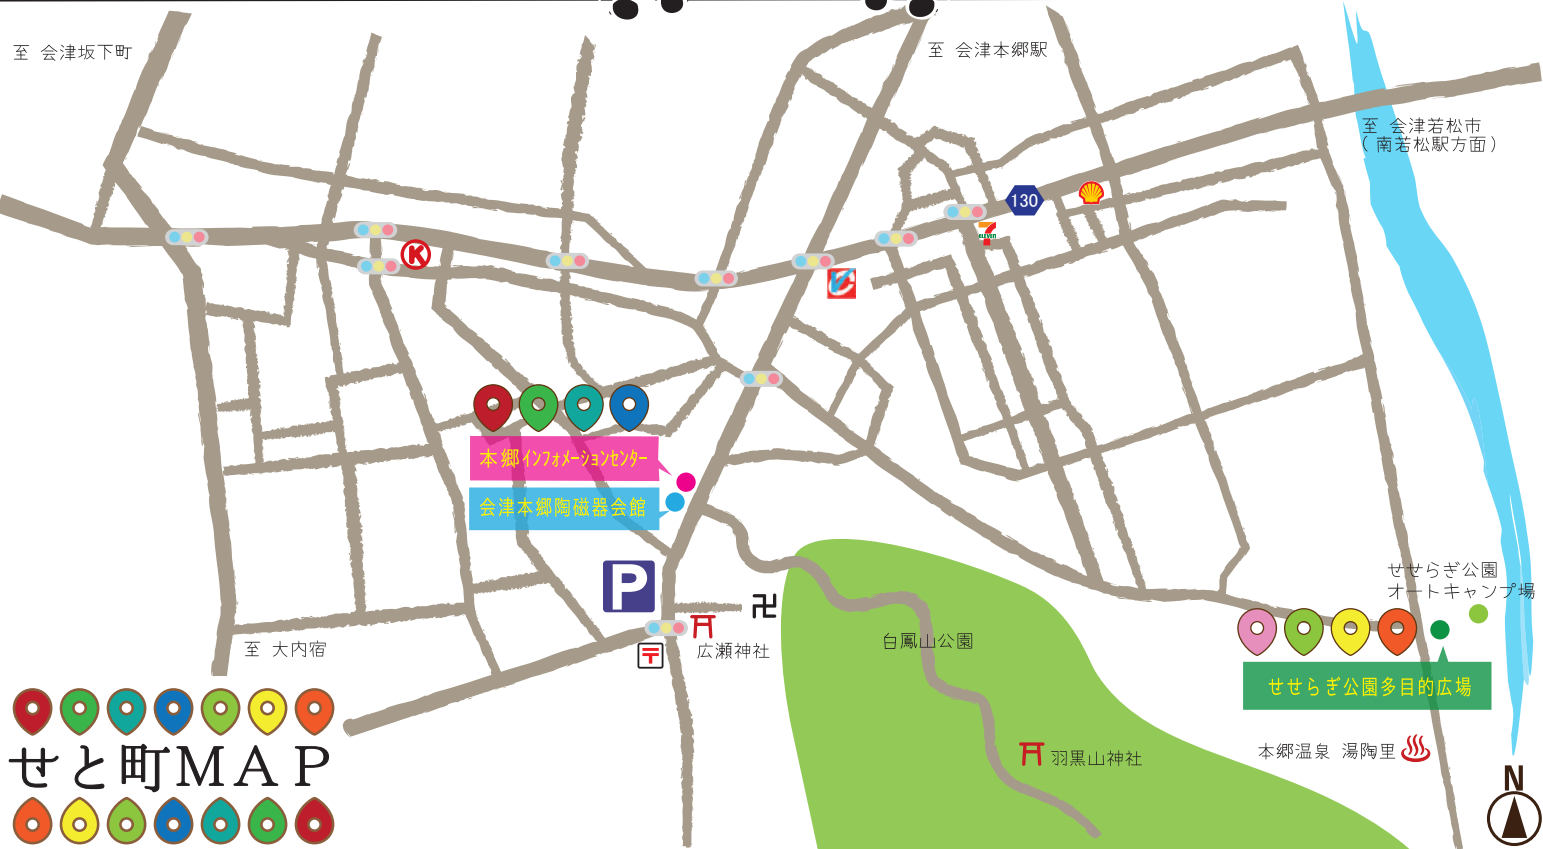 至 会津坂下町
至 会津本郷駅
至 会津若松市
( 南若松駅方面 )
130
K
7
ELEVEN
本郷インフォメーションセンター
会津本郷陶磁器会館
P
卍
〒
広瀬神社
至 大内宿
白鳳山公園
羽黒山神社
せせらぎ公園
オートキャンプ場
せせらぎ公園多目的広場
本郷温泉 湯陶里
せと町MAP
N